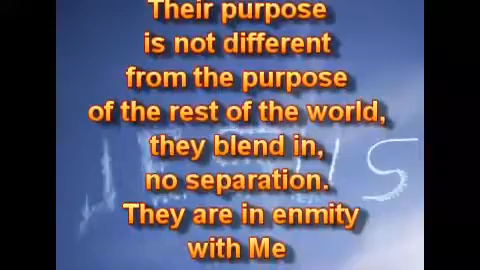 Their purpose
is not different
from the purpose
of the rest of the world,
they blend in,
no separation.
They are in enmity
with Me
JESUS